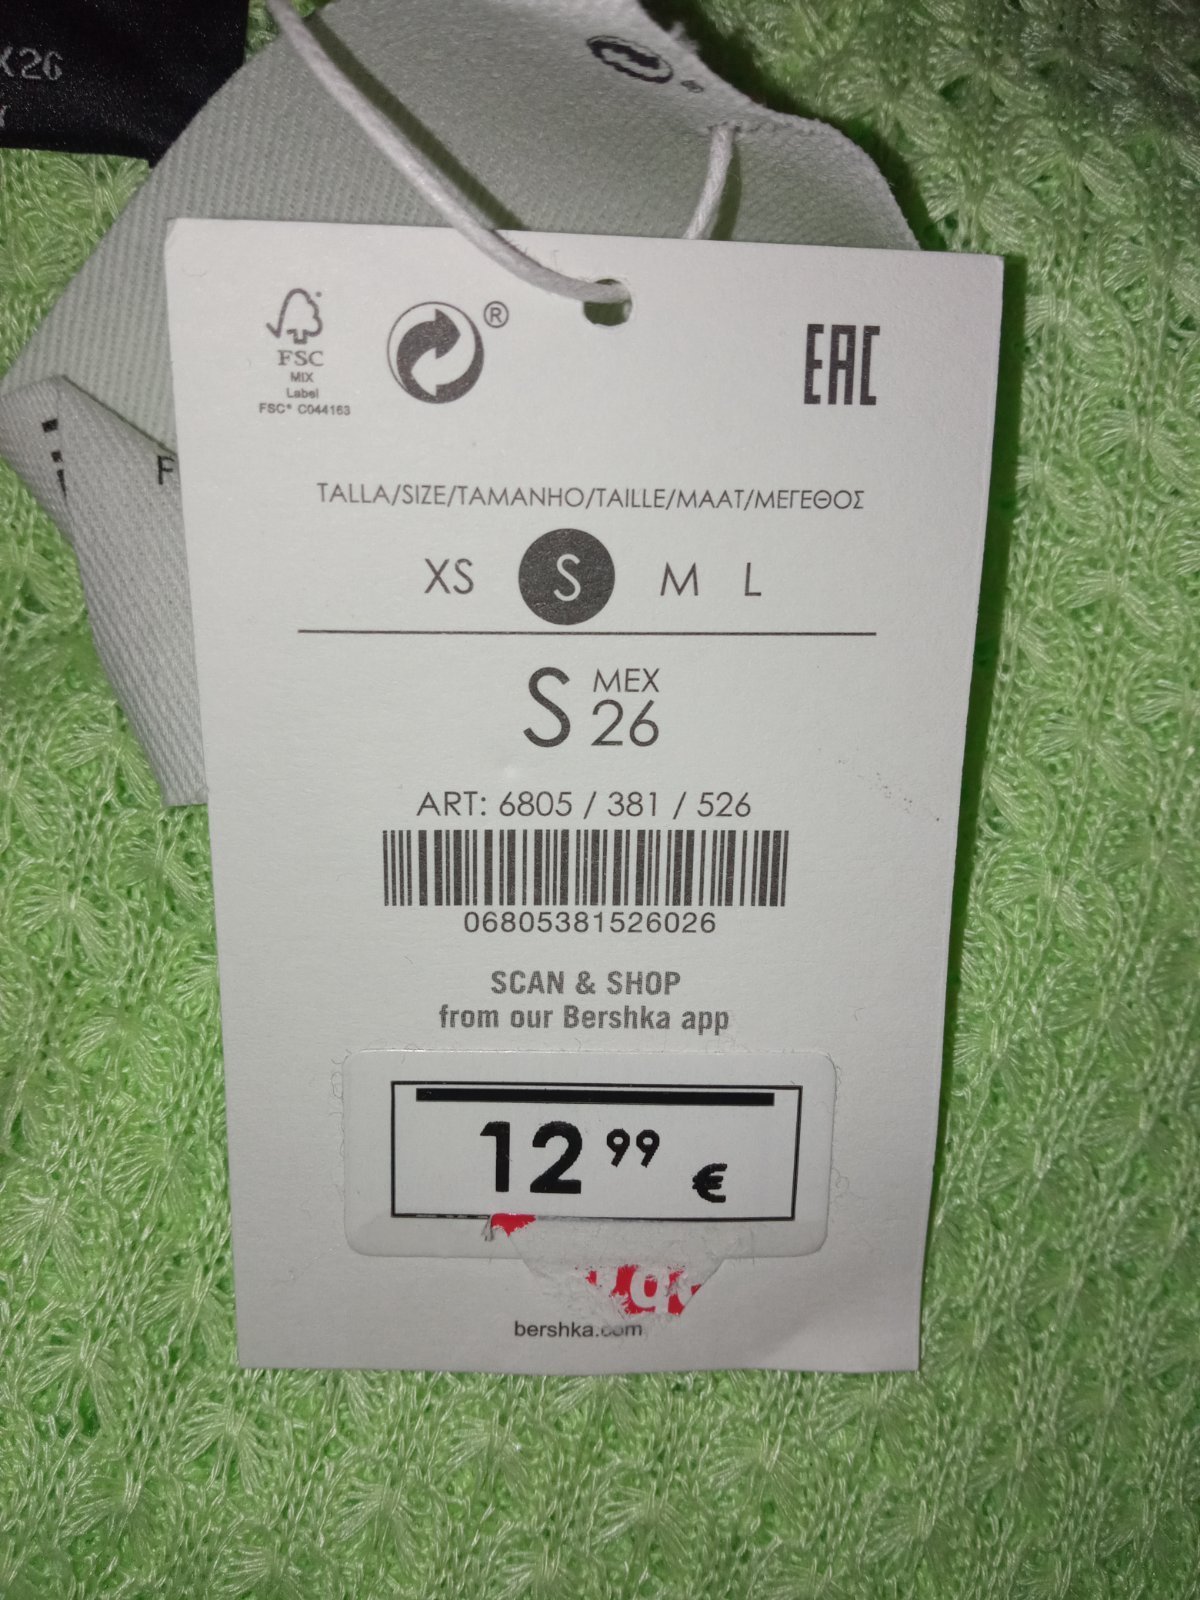 X26
®
EAC
FSC
MIX
Label
FSC® C044163
F
TALLA/SIZE/TAMANHO/TAILLE/MAAT/ΜΕΓΕΘΟΣ
XS S M L
S MEX 26
ART: 6805 / 381 / 526
06805381526026
SCAN & SHOP
from our Bershka app
12 99 €
bershka.com